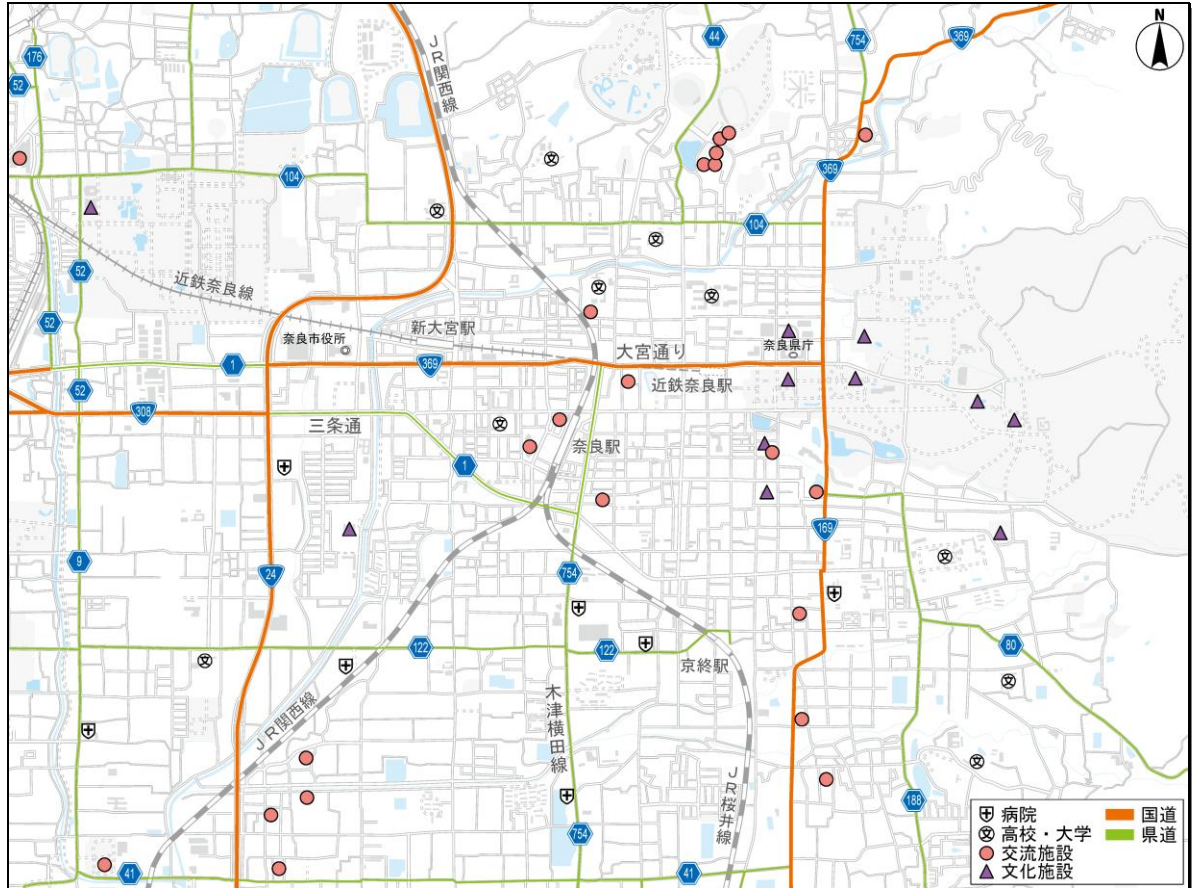 N
176
52
JR関西線
44
754
369
104
369
104
52
近鉄奈良線
52
新大宮駅
奈良市役所
大宮通り
奈良県庁
1
369
近鉄奈良駅
52
308
三条通
奈良駅
1
169
9
24
754
122
122
80
京終駅
JR関西線
木津横田線
JR桜井線
188
754
41
41
病院
高校・大学
交流施設
文化施設
国道
県道